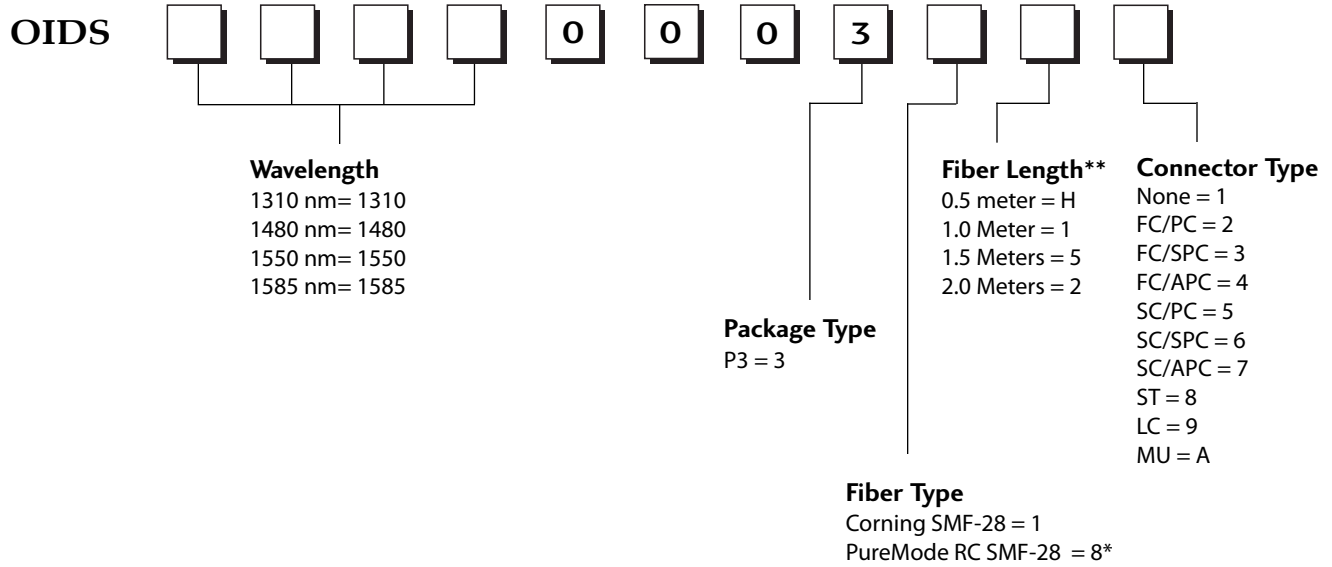 OIDS 0 0 0 3
Wavelength
1310 nm= 1310
1480 nm= 1480
1550 nm= 1550
1585 nm= 1585
Package Type
P3 = 3
Fiber Type
Corning SMF-28 = 1
PureMode RC SMF-28 = 8*
Fiber Length**
0.5 meter = H
1.0 Meter = 1
1.5 Meters = 5
2.0 Meters = 2
Connector Type
None = 1
FC/PC = 2
FC/SPC = 3
FC/APC = 4
SC/PC = 5
SC/SPC = 6
SC/APC = 7
ST = 8
LC = 9
MU = A